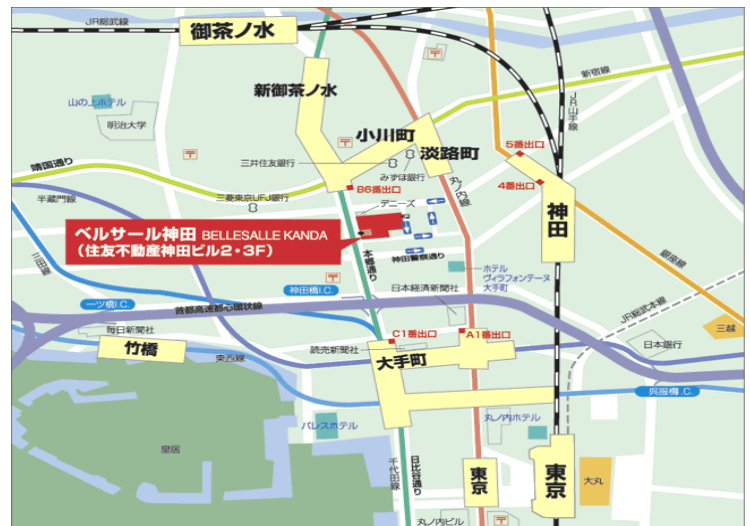 JR総武線
御茶ノ水
新御茶ノ水
新宿線
JR山手線
山の上ホテル
明治大学
小川町
淡路町
5番出口
4番出口
三井住友銀行
みずほ銀行
靖国通り
B6番出口
丸ノ内線
半蔵門線
三菱東京UFJ銀行
デニーズ
神田
ベルサール神田 BELLESALLE KANDA
(住友不動産神田ビル2・3F)
本郷通り
神田警察通り
銀座線
三田線
ホテル
ヴィラフォンテーヌ
大手町
神田橋I.C.
日本経済新聞社
一ツ橋I.C.
首都高速都心環状線
JR総武本線
三越
毎日新聞社
C1番出口
A1番出口
日本銀行
竹橋
東西線
読売新聞社
大手町
呉服橋I.C.
パレスホテル
丸ノ内ホテル
皇居
千代田線
日比谷通り
東京
東京
大丸
丸ノ内ビル